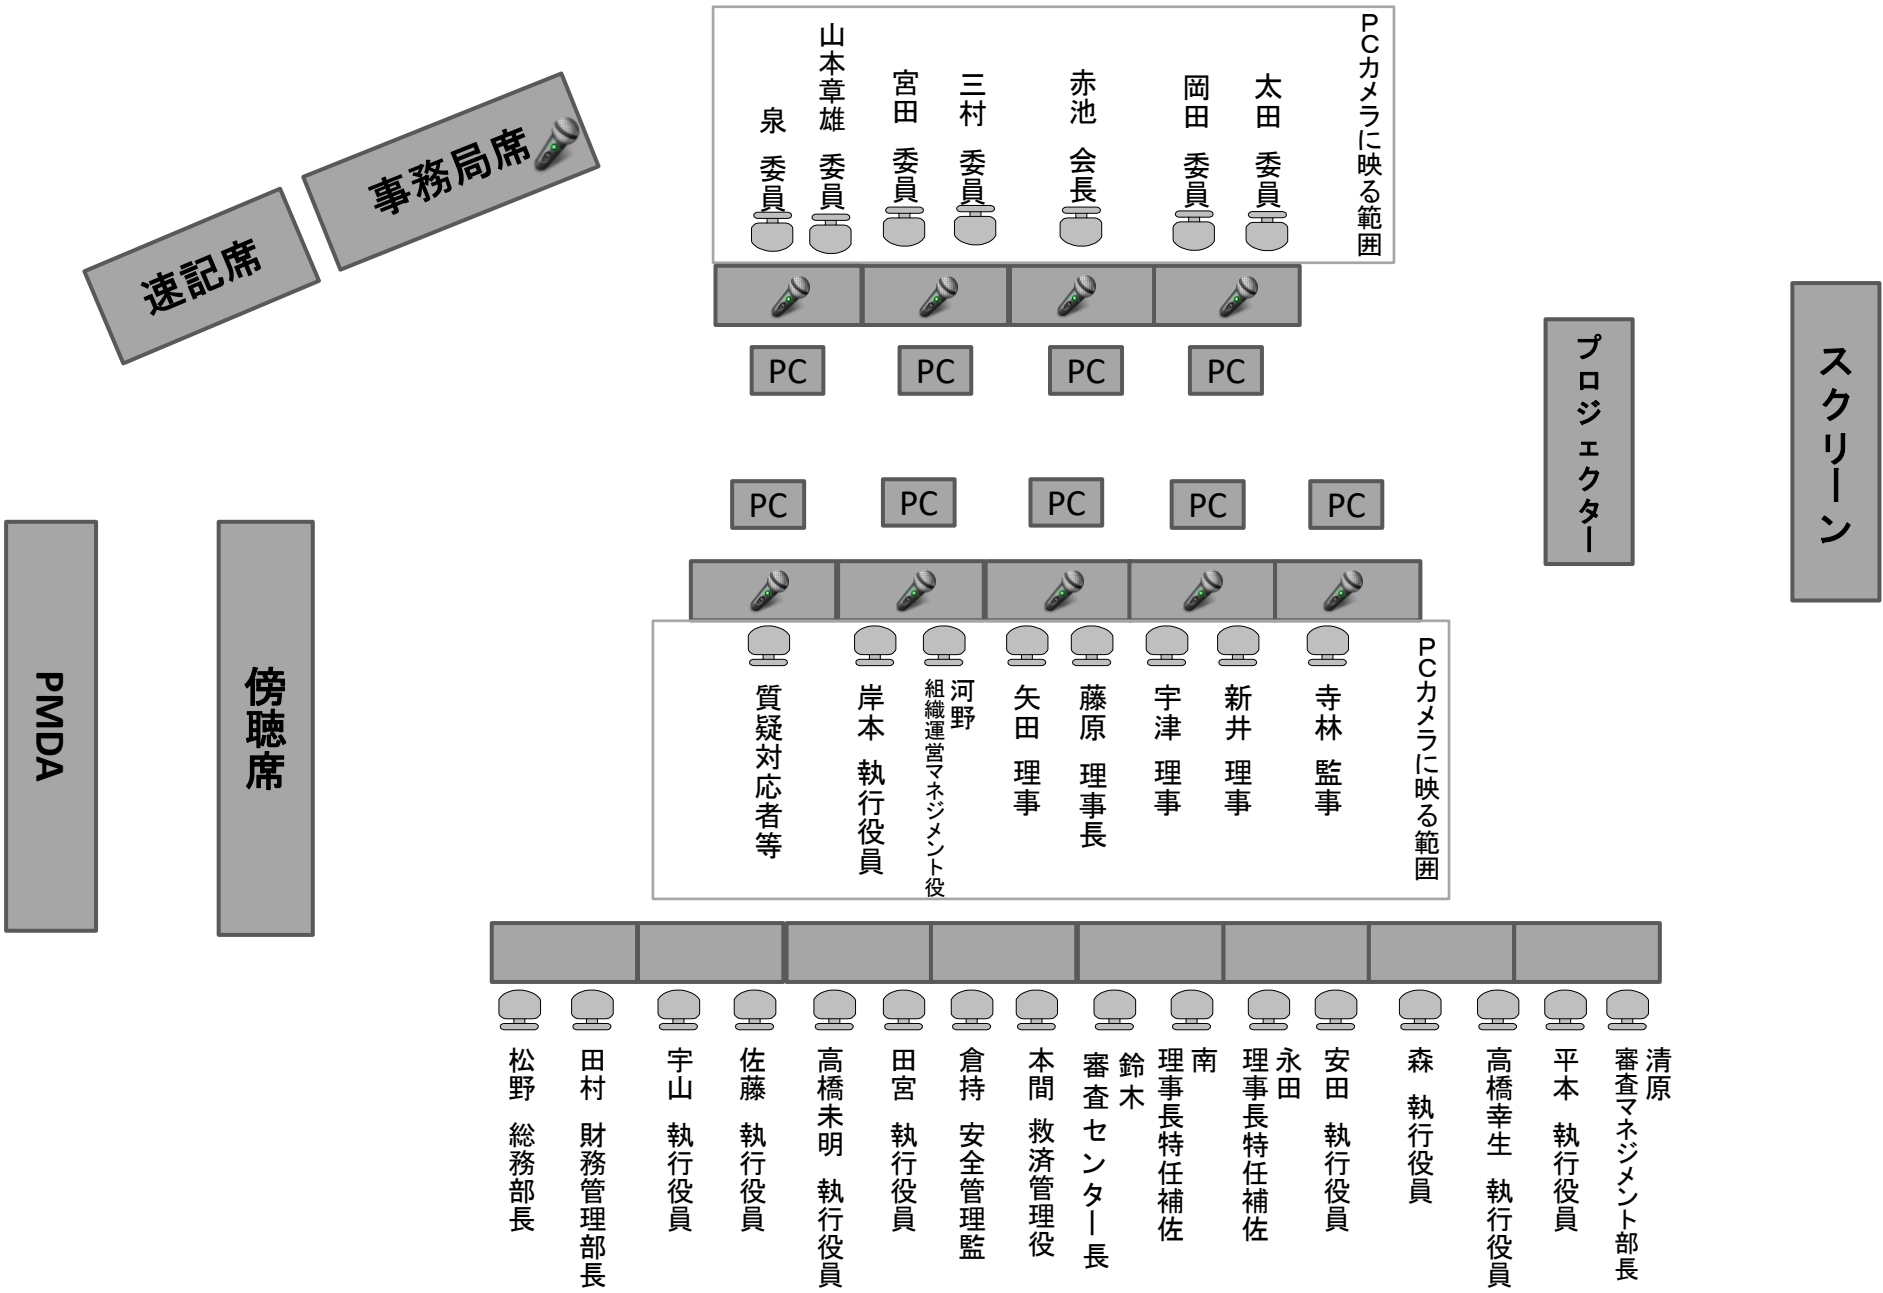 泉 委員
山本章雄 委員
宮田 委員
三村 委員
赤池 会長
岡田 委員
太田 委員
PCカメラに映る範囲
事務局席
速記席
PC
PC
PC
PC
プロジェクター
スクリーン
PC
PC
PC
PC
PC
PMDA
傍聴席
質疑対応者等
岸本 執行役員
河野
組織運営マネジメント役
矢田 理事
藤原 理事長
宇津 理事
新井 理事
寺林 監事
PCカメラに映る範囲
松野 総務部長
田村 財務管理部長
宇山 執行役員
佐藤 執行役員
高橋未明 執行役員
田宮 執行役員
倉持 安全管理監
本間 救済管理役
鈴木
審査センター長
南
理事長特任補佐
永田
理事長特任補佐
安田 執行役員
森 執行役員
高橋幸生 執行役員
平本 執行役員
清原
審査マネジメント部長